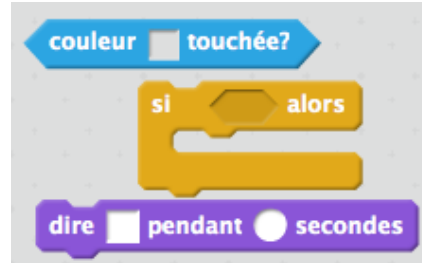 couleur touchée?
si alors
dire pendant secondes